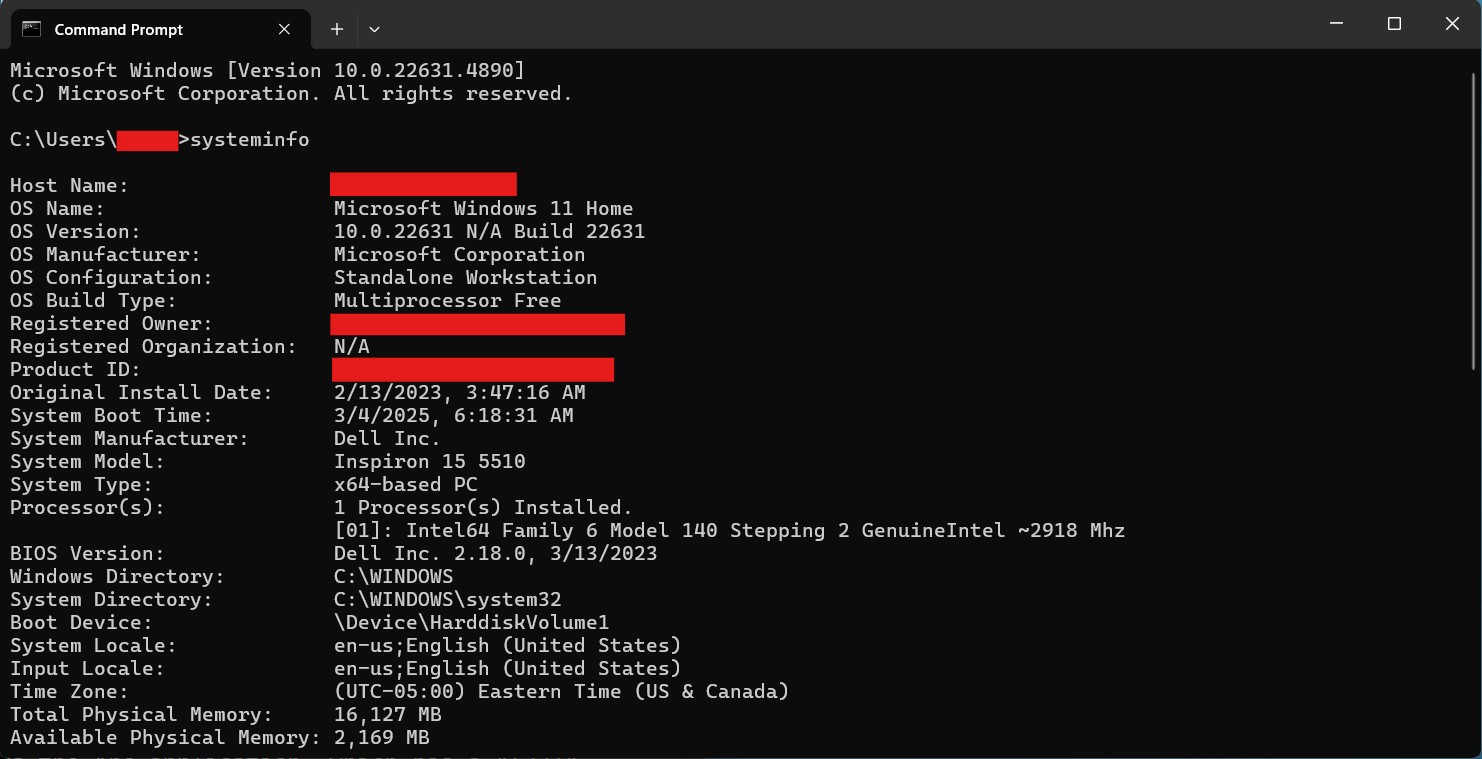 Command Prompt
Microsoft Windows [Version 10.0.22631.4890]
(c) Microsoft Corporation. All rights reserved.
C:\Users\ >systeminfo
Host Name:
OS Name: Microsoft Windows 11 Home
OS Version: 10.0.22631 N/A Build 22631
OS Manufacturer: Microsoft Corporation
OS Configuration: Standalone Workstation
OS Build Type: Multiprocessor Free
Registered Owner:
Registered Organization: N/A
Product ID:
Original Install Date: 2/13/2023, 3:47:16 AM
System Boot Time: 3/4/2025, 6:18:31 AM
System Manufacturer: Dell Inc.
System Model: Inspiron 15 5510
System Type: x64-based PC
Processor(s): 1 Processor(s) Installed.
[01]: Intel64 Family 6 Model 140 Stepping 2 GenuineIntel ~2918 Mhz
BIOS Version: Dell Inc. 2.18.0, 3/13/2023
Windows Directory: C:\WINDOWS
System Directory: C:\WINDOWS\system32
Boot Device: \Device\HarddiskVolume1
System Locale: en-us;English (United States)
Input Locale: en-us;English (United States)
Time Zone: (UTC-05:00) Eastern Time (US & Canada)
Total Physical Memory: 16,127 MB
Available Physical Memory: 2,169 MB